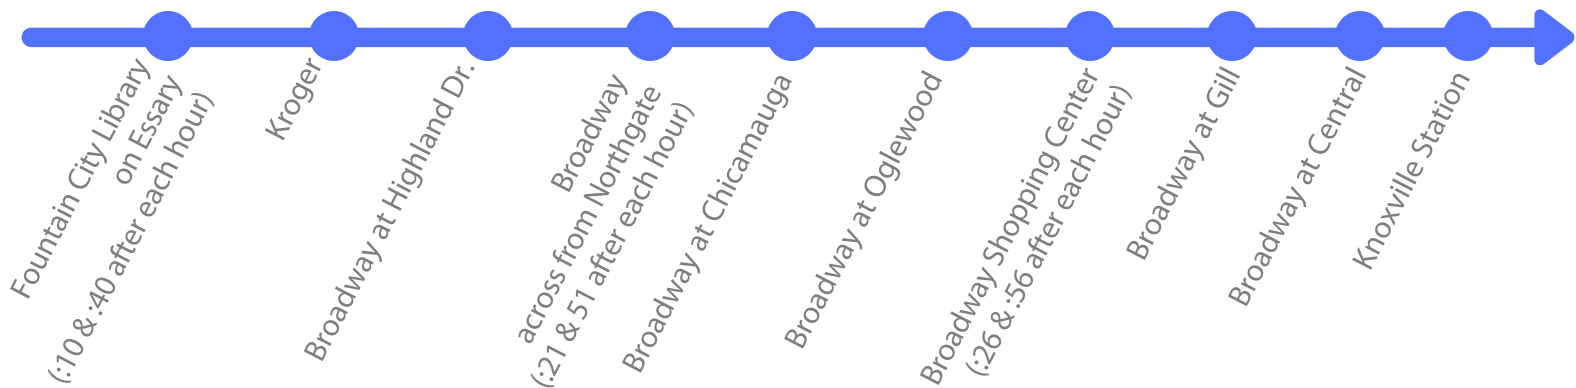 Fountain City Library
on Essary
(:10 & :40 after each hour)
Kroger
Broadway at Highland Dr.
Broadway
across from Northgate
(:21 & 51 after each hour)
Broadway at Chicamauga
Broadway at Oglewood
Broadway Shopping Center
(:26 & :56 after each hour)
Broadway at Gill
Broadway at Central
Knoxville Station